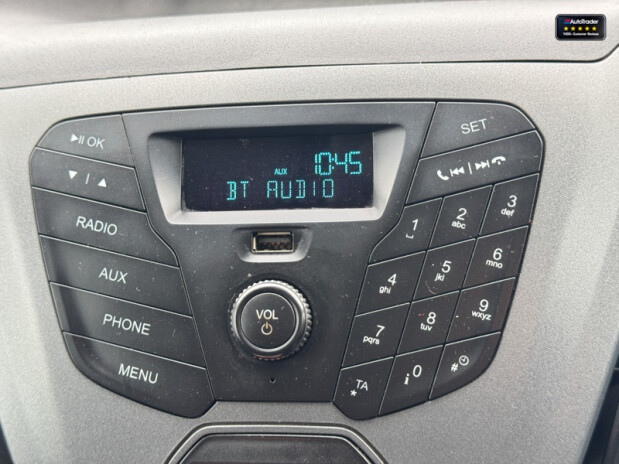 AutoTrader
OK
SET
10:45
AUX
BT AUDIO
RADIO
AUX
PHONE
MENU
VOL
1
2 abc
3 def
4 ghi
5 jkl
6 mno
7 pqrs
8 tuv
9 wxyz
TA *
i 0
#